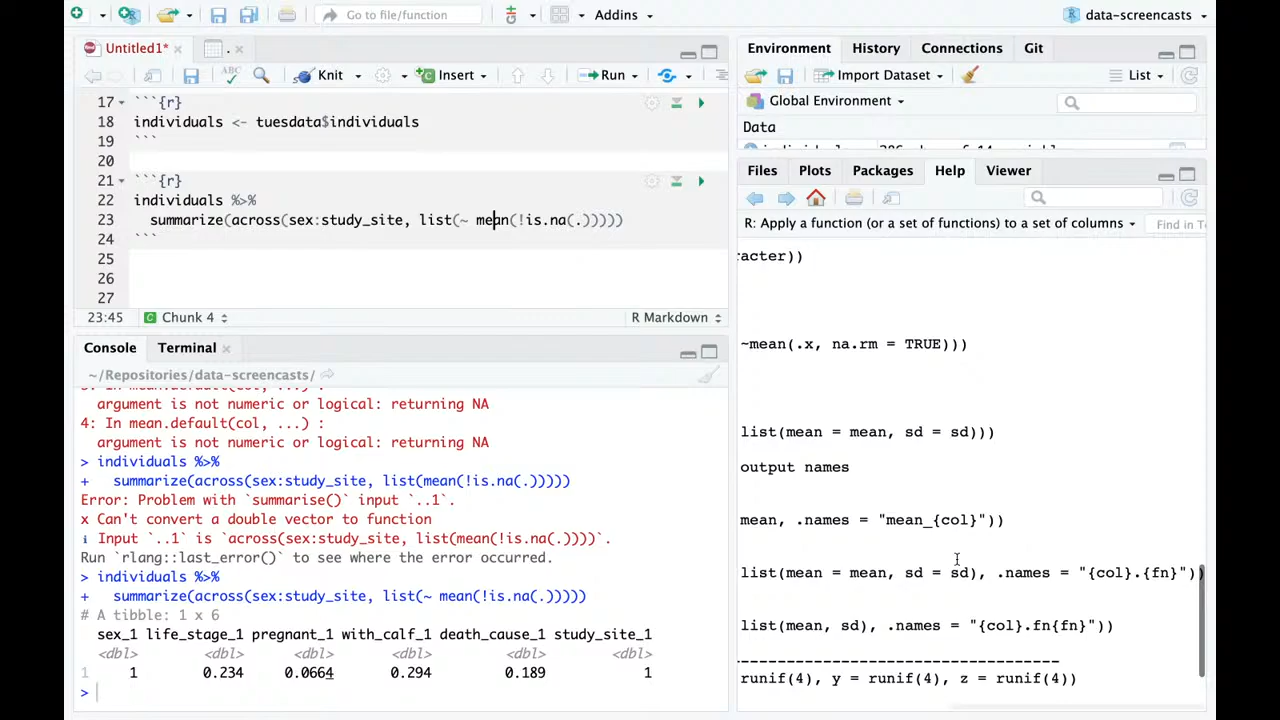 Go to file/function
Addins
data-screencasts
Untitled1*
.
Knit
Insert
Run
17 ```{r}
18 individuals <- tuesdata$individuals
19 ```
20
21 ```{r}
22 individuals %>%
23 summarize(across(sex:study_site, list(~ mean(!is.na(.)))))
24 ```
25
26
27
23:45
Chunk 4
R Markdown
Console
Terminal
~/Repositories/data-screencasts/
argument is not numeric or logical: returning NA
4: In mean.default(col, ...) :
argument is not numeric or logical: returning NA
> individuals %>%
+ summarize(across(sex:study_site, list(mean(!is.na(.)))))
Error: Problem with `summarise()` input `..1`.
x Can't convert a double vector to function
i Input `..1` is `across(sex:study_site, list(mean(!is.na(.))))`.
Run `rlang::last_error()` to see where the error occurred.
> individuals %>%
+ summarize(across(sex:study_site, list(~ mean(!is.na(.)))))
# A tibble: 1 x 6
sex_1 life_stage_1 pregnant_1 with_calf_1 death_cause_1 study_site_1
<dbl> <dbl> <dbl> <dbl> <dbl> <dbl>
1 1 0.234 0.0664 0.294 0.189 1
>
Environment
History
Connections
Git
Import Dataset
List
Global Environment
Data
Files
Plots
Packages
Help
Viewer
R: Apply a function (or a set of functions) to a set of columns
Find in T
racter))
~mean(.x, na.rm = TRUE)))
list(mean = mean, sd = sd)))
output names
mean, .names = "mean_{col}"))
list(mean = mean, sd = sd), .names = "{col}.{fn}"))
list(mean, sd), .names = "{col}.fn{fn}"))
------------------------------------
runif(4), y = runif(4), z = runif(4))